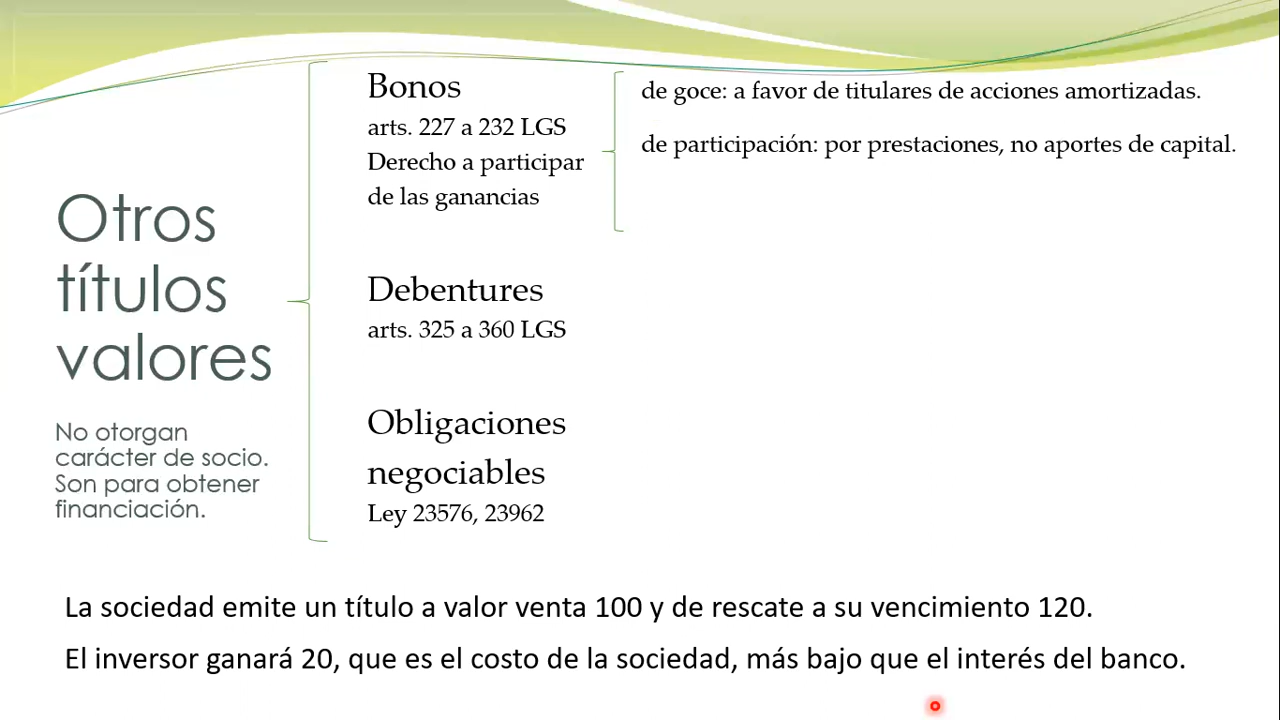 Otros
títulos
valores
No otorgan
carácter de socio.
Son para obtener
financiación.
Bonos
arts. 227 a 232 LGS
Derecho a participar
de las ganancias
de goce: a favor de titulares de acciones amortizadas.
de participación: por prestaciones, no aportes de capital.
Debentures
arts. 325 a 360 LGS
Obligaciones
negociables
Ley 23576, 23962
La sociedad emite un título a valor venta 100 y de rescate a su vencimiento 120.
El inversor ganará 20, que es el costo de la sociedad, más bajo que el interés del banco.